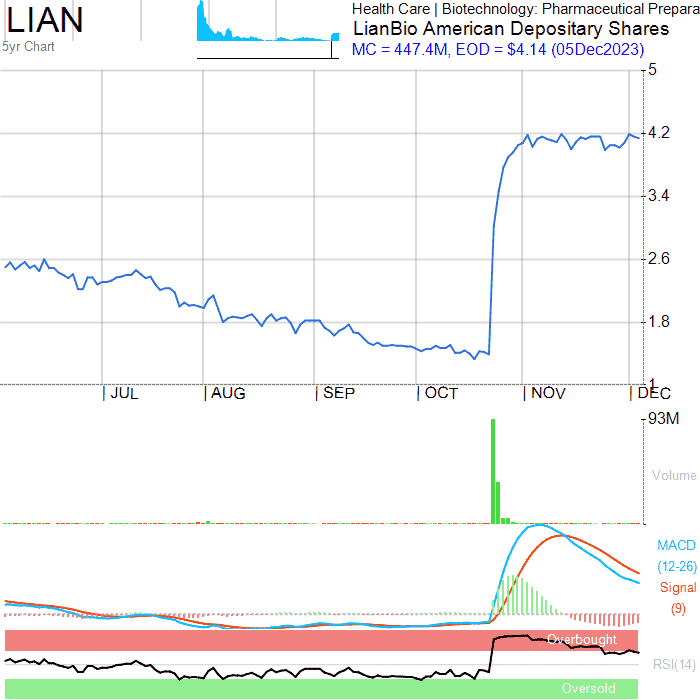 LIAN
5yr Chart
Health Care | Biotechnology: Pharmaceutical Prepara
LianBio American Depositary Shares
MC = 447.4M, EOD = $4.14 (05Dec2023)
5
4.2
3.4
2.6
1.8
1
| JUL | AUG | SEP | OCT | NOV | DEC
93M
Volume
MACD
(12-26)
Signal
(9)
Overbought
RSI(14)
Oversold